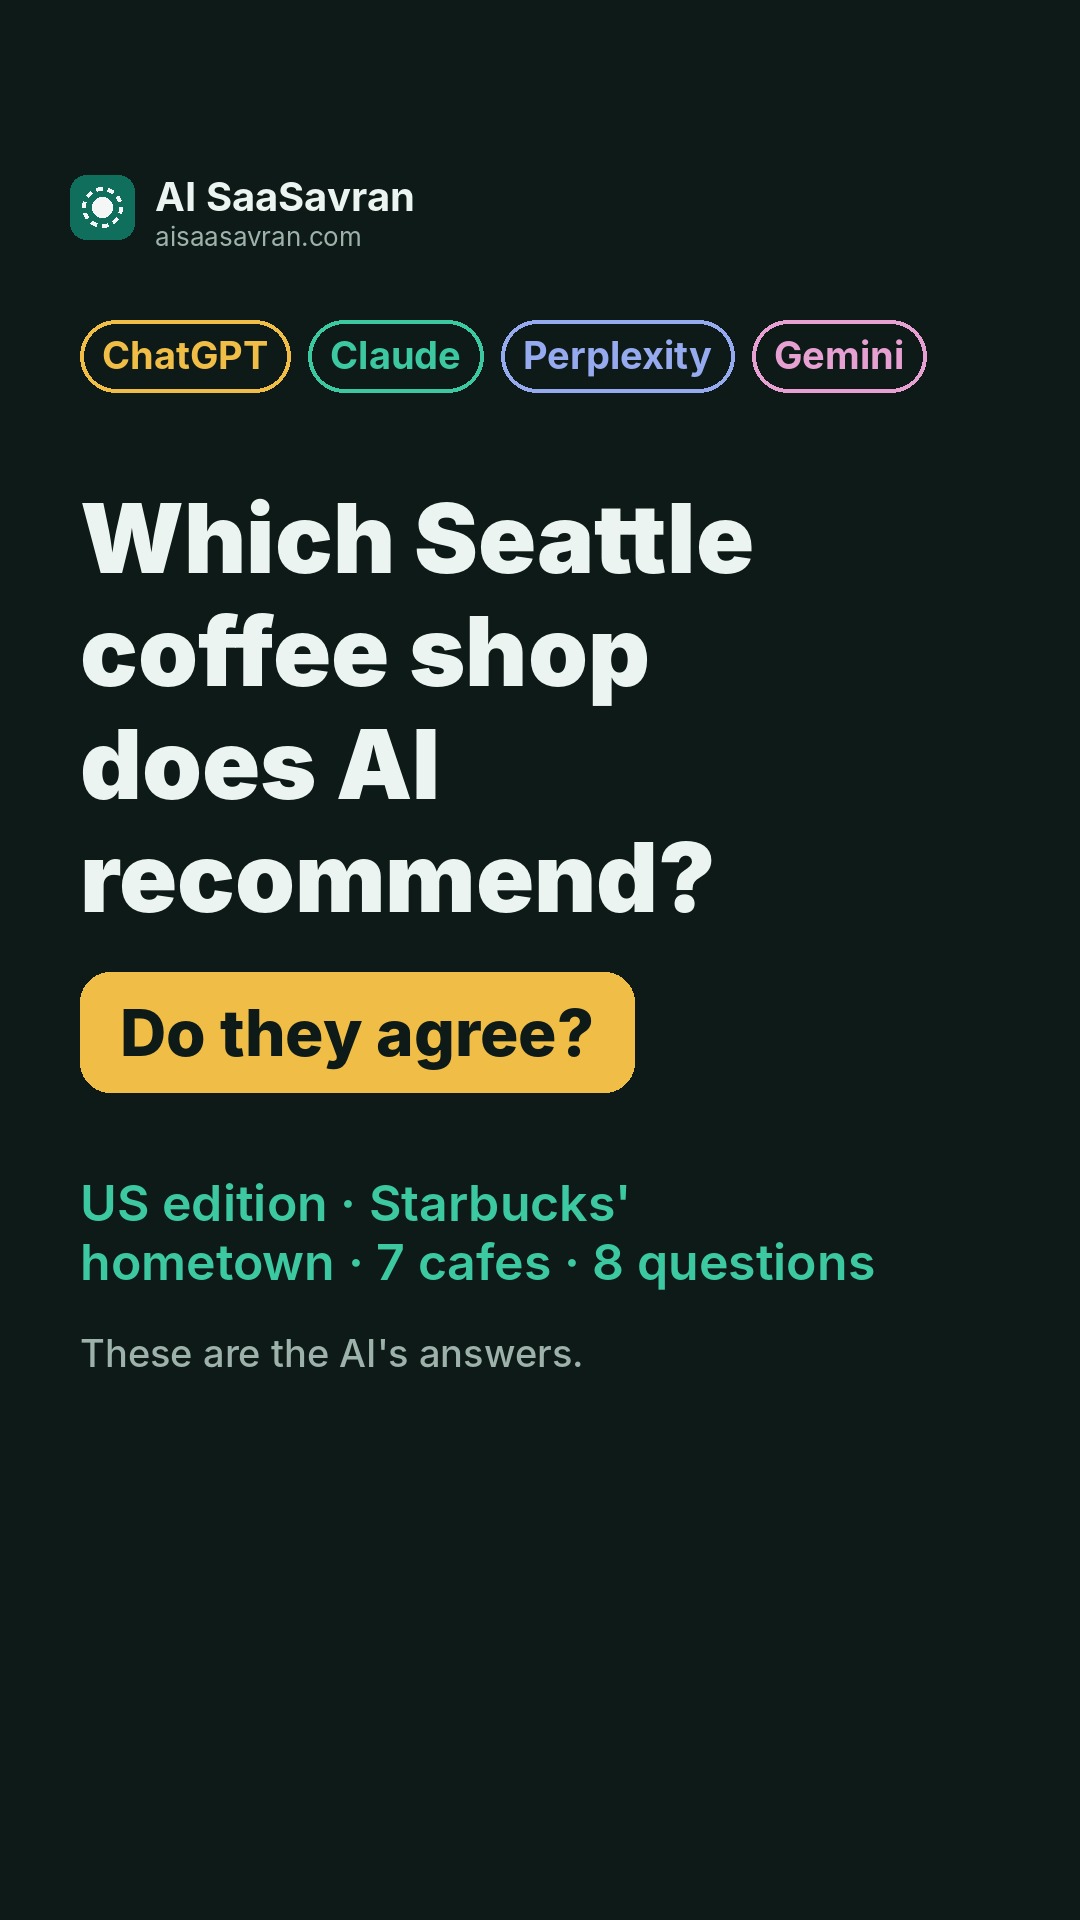 AI SaaSavran
aisaasavran.com
ChatGPT Claude Perplexity Gemini
Which Seattle
coffee shop
does AI
recommend?
Do they agree?
US edition · Starbucks'
hometown · 7 cafes · 8 questions
These are the AI's answers.